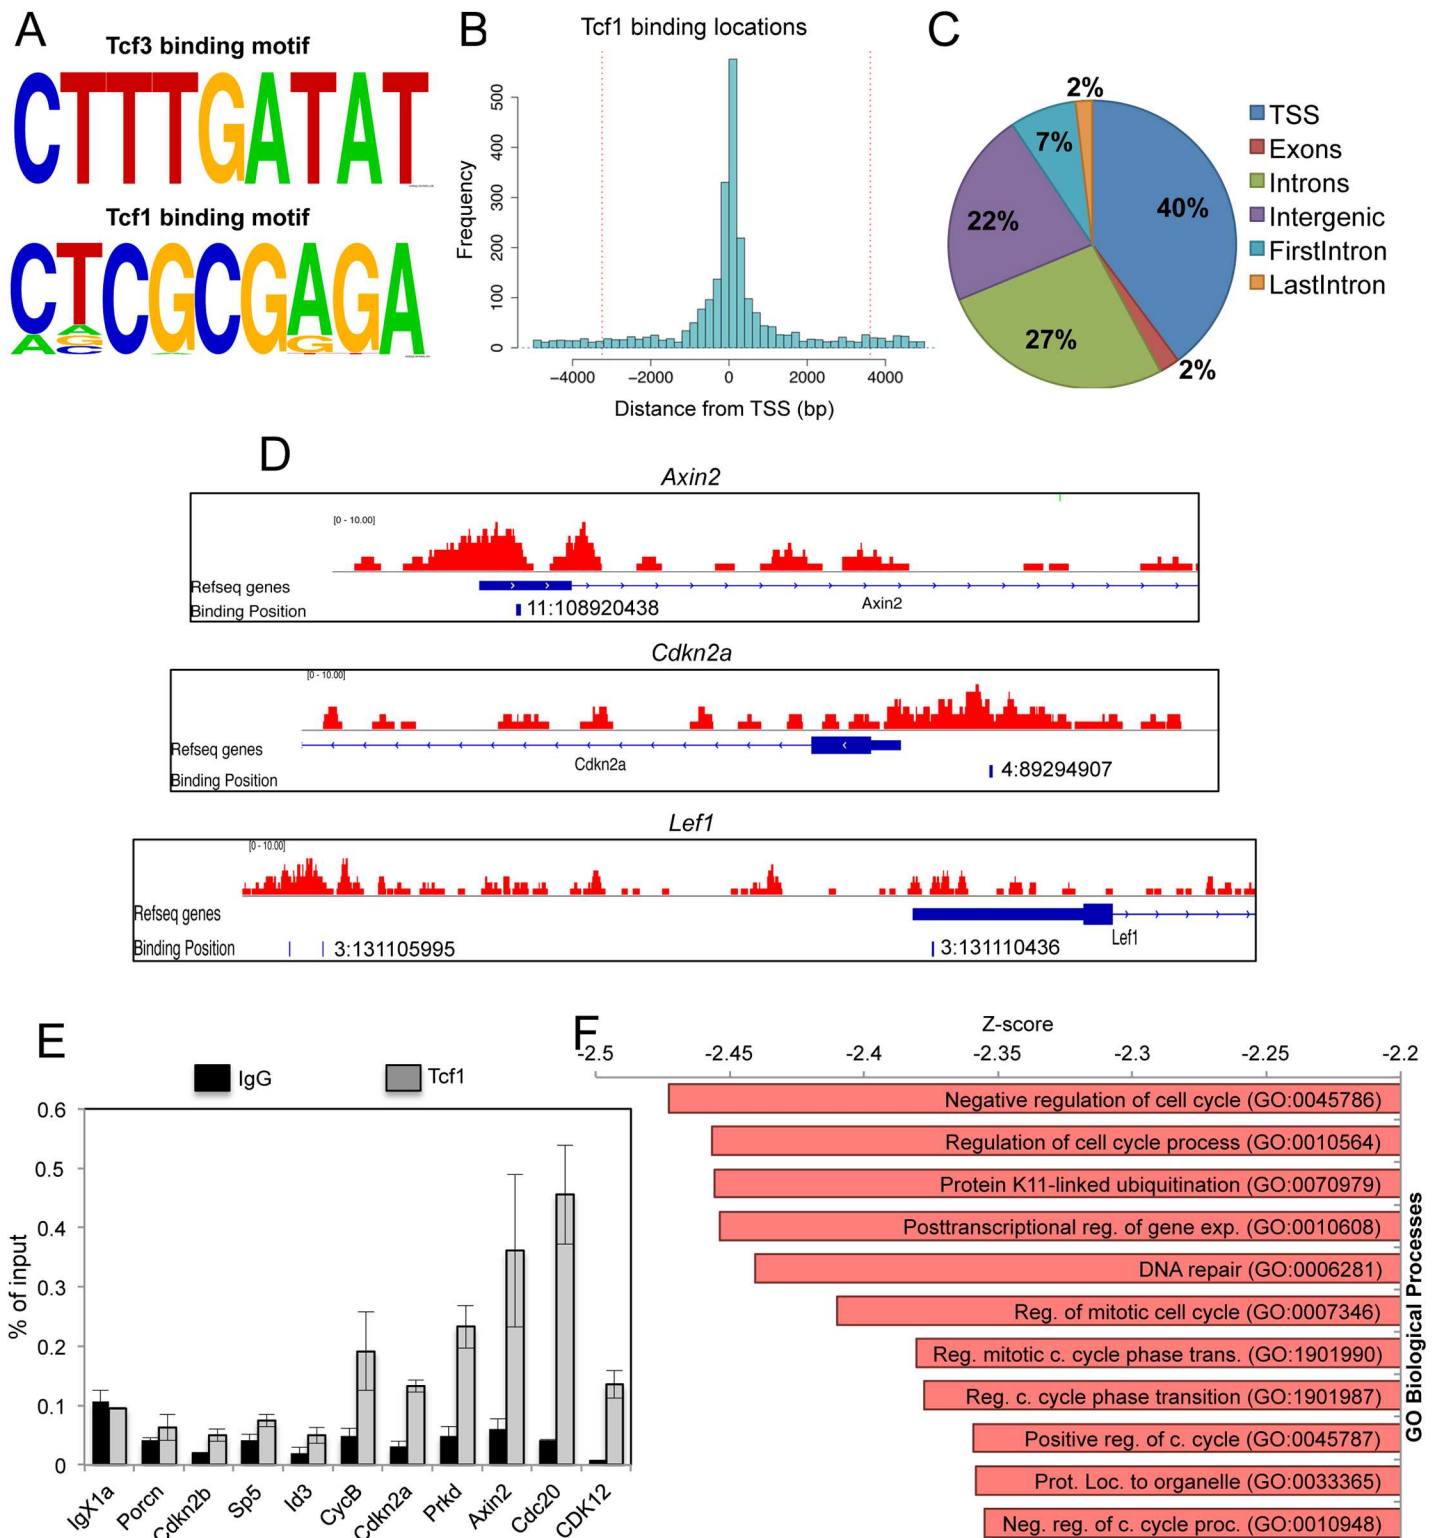 A
Tcf3 binding motif
CTTTGATAT
Tcf1 binding motif
CTCGCGAGA
A
A
G
C
G
B
Tcf1 binding locations
Frequency
500
400
300
200
100
0
−4000
−2000
0
2000
4000
Distance from TSS (bp)
C
2%
7%
40%
22%
27%
2%
TSS
Exons
Introns
Intergenic
FirstIntron
LastIntron
D
Axin2
[0 - 10.00]
Refseq genes
Axin2
Binding Position
11:108920438
Cdkn2a
[0 - 10.00]
Refseq genes
Cdkn2a
Binding Position
4:89294907
Lef1
[0 - 10.00]
Refseq genes
Lef1
Binding Position
3:131105995
3:131110436
E
IgG
Tcf1
% of input
0.6
0.5
0.4
0.3
0.2
0.1
0
IgX1a
Porcn
Cdkn2b
Sp5
Id3
CycB
Cdkn2a
Prkd
Axin2
Cdc20
CDK12
F
Z-score
-2.5
-2.45
-2.4
-2.35
-2.3
-2.25
-2.2
Negative regulation of cell cycle (GO:0045786)
Regulation of cell cycle process (GO:0010564)
Protein K11-linked ubiquitination (GO:0070979)
Posttranscriptional reg. of gene exp. (GO:0010608)
DNA repair (GO:0006281)
Reg. of mitotic cell cycle (GO:0007346)
Reg. mitotic c. cycle phase trans. (GO:1901990)
Reg. c. cycle phase transition (GO:1901987)
Positive reg. of c. cycle (GO:0045787)
Prot. Loc. to organelle (GO:0033365)
Neg. reg. of c. cycle proc. (GO:0010948)
GO Biological Processes